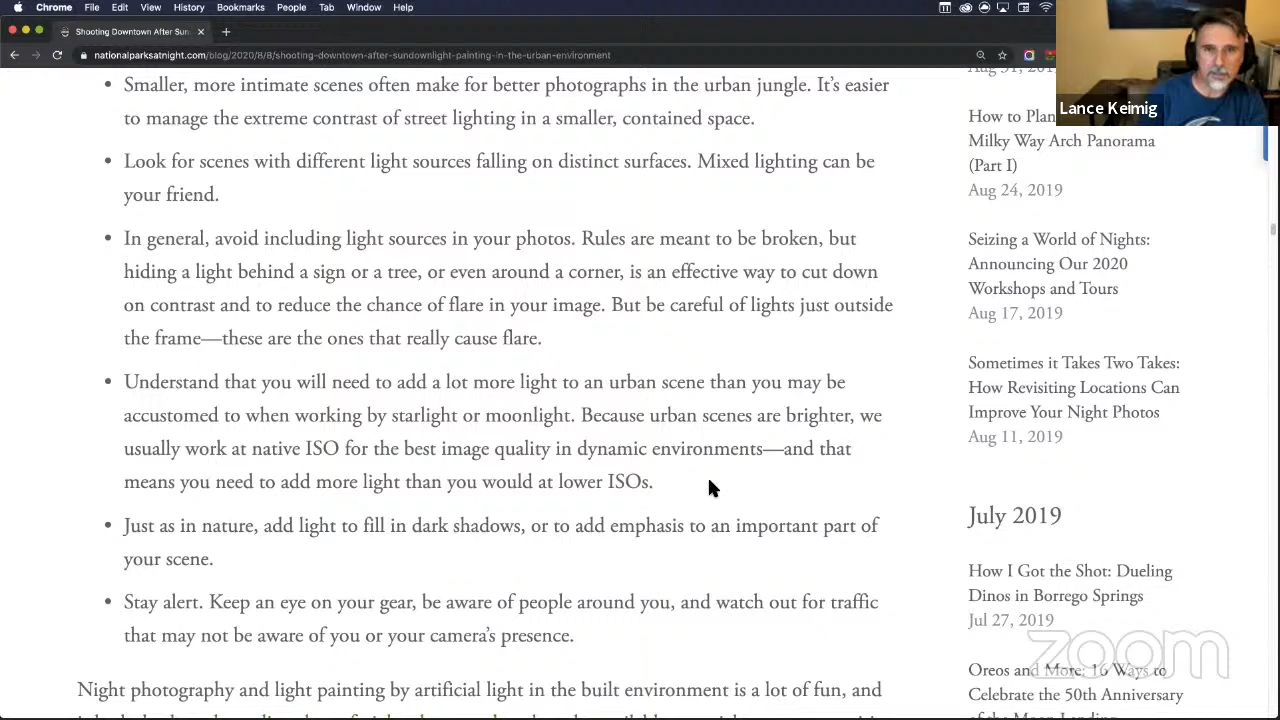 Chrome File Edit View History Bookmarks People Tab Window Help
Shooting Downtown After Sun
nationalparksatnight.com/blog/2020/8/8/shooting-downtown-after-sundownlight-painting-in-the-urban-environment
Lance Keimig
• Smaller, more intimate scenes often make for better photographs in the urban jungle. It’s easier
to manage the extreme contrast of street lighting in a smaller, contained space.
• Look for scenes with different light sources falling on distinct surfaces. Mixed lighting can be
your friend.
• In general, avoid including light sources in your photos. Rules are meant to be broken, but
hiding a light behind a sign or a tree, or even around a corner, is an effective way to cut down
on contrast and to reduce the chance of flare in your image. But be careful of lights just outside
the frame—these are the ones that really cause flare.
• Understand that you will need to add a lot more light to an urban scene than you may be
accustomed to when working by starlight or moonlight. Because urban scenes are brighter, we
usually work at native ISO for the best image quality in dynamic environments—and that
means you need to add more light than you would at lower ISOs.
• Just as in nature, add light to fill in dark shadows, or to add emphasis to an important part of
your scene.
• Stay alert. Keep an eye on your gear, be aware of people around you, and watch out for traffic
that may not be aware of you or your camera’s presence.
Night photography and light painting by artificial light in the built environment is a lot of fun, and
Aug 31, 201
How to Plan
Milky Way Arch Panorama
(Part I)
Aug 24, 2019
Seizing a World of Nights:
Announcing Our 2020
Workshops and Tours
Aug 17, 2019
Sometimes it Takes Two Takes:
How Revisiting Locations Can
Improve Your Night Photos
Aug 11, 2019
July 2019
How I Got the Shot: Dueling
Dinos in Borrego Springs
Jul 27, 2019
Oreos and More: 16 Ways to
Celebrate the 50th Anniversary
of the Moon Landing
zoom